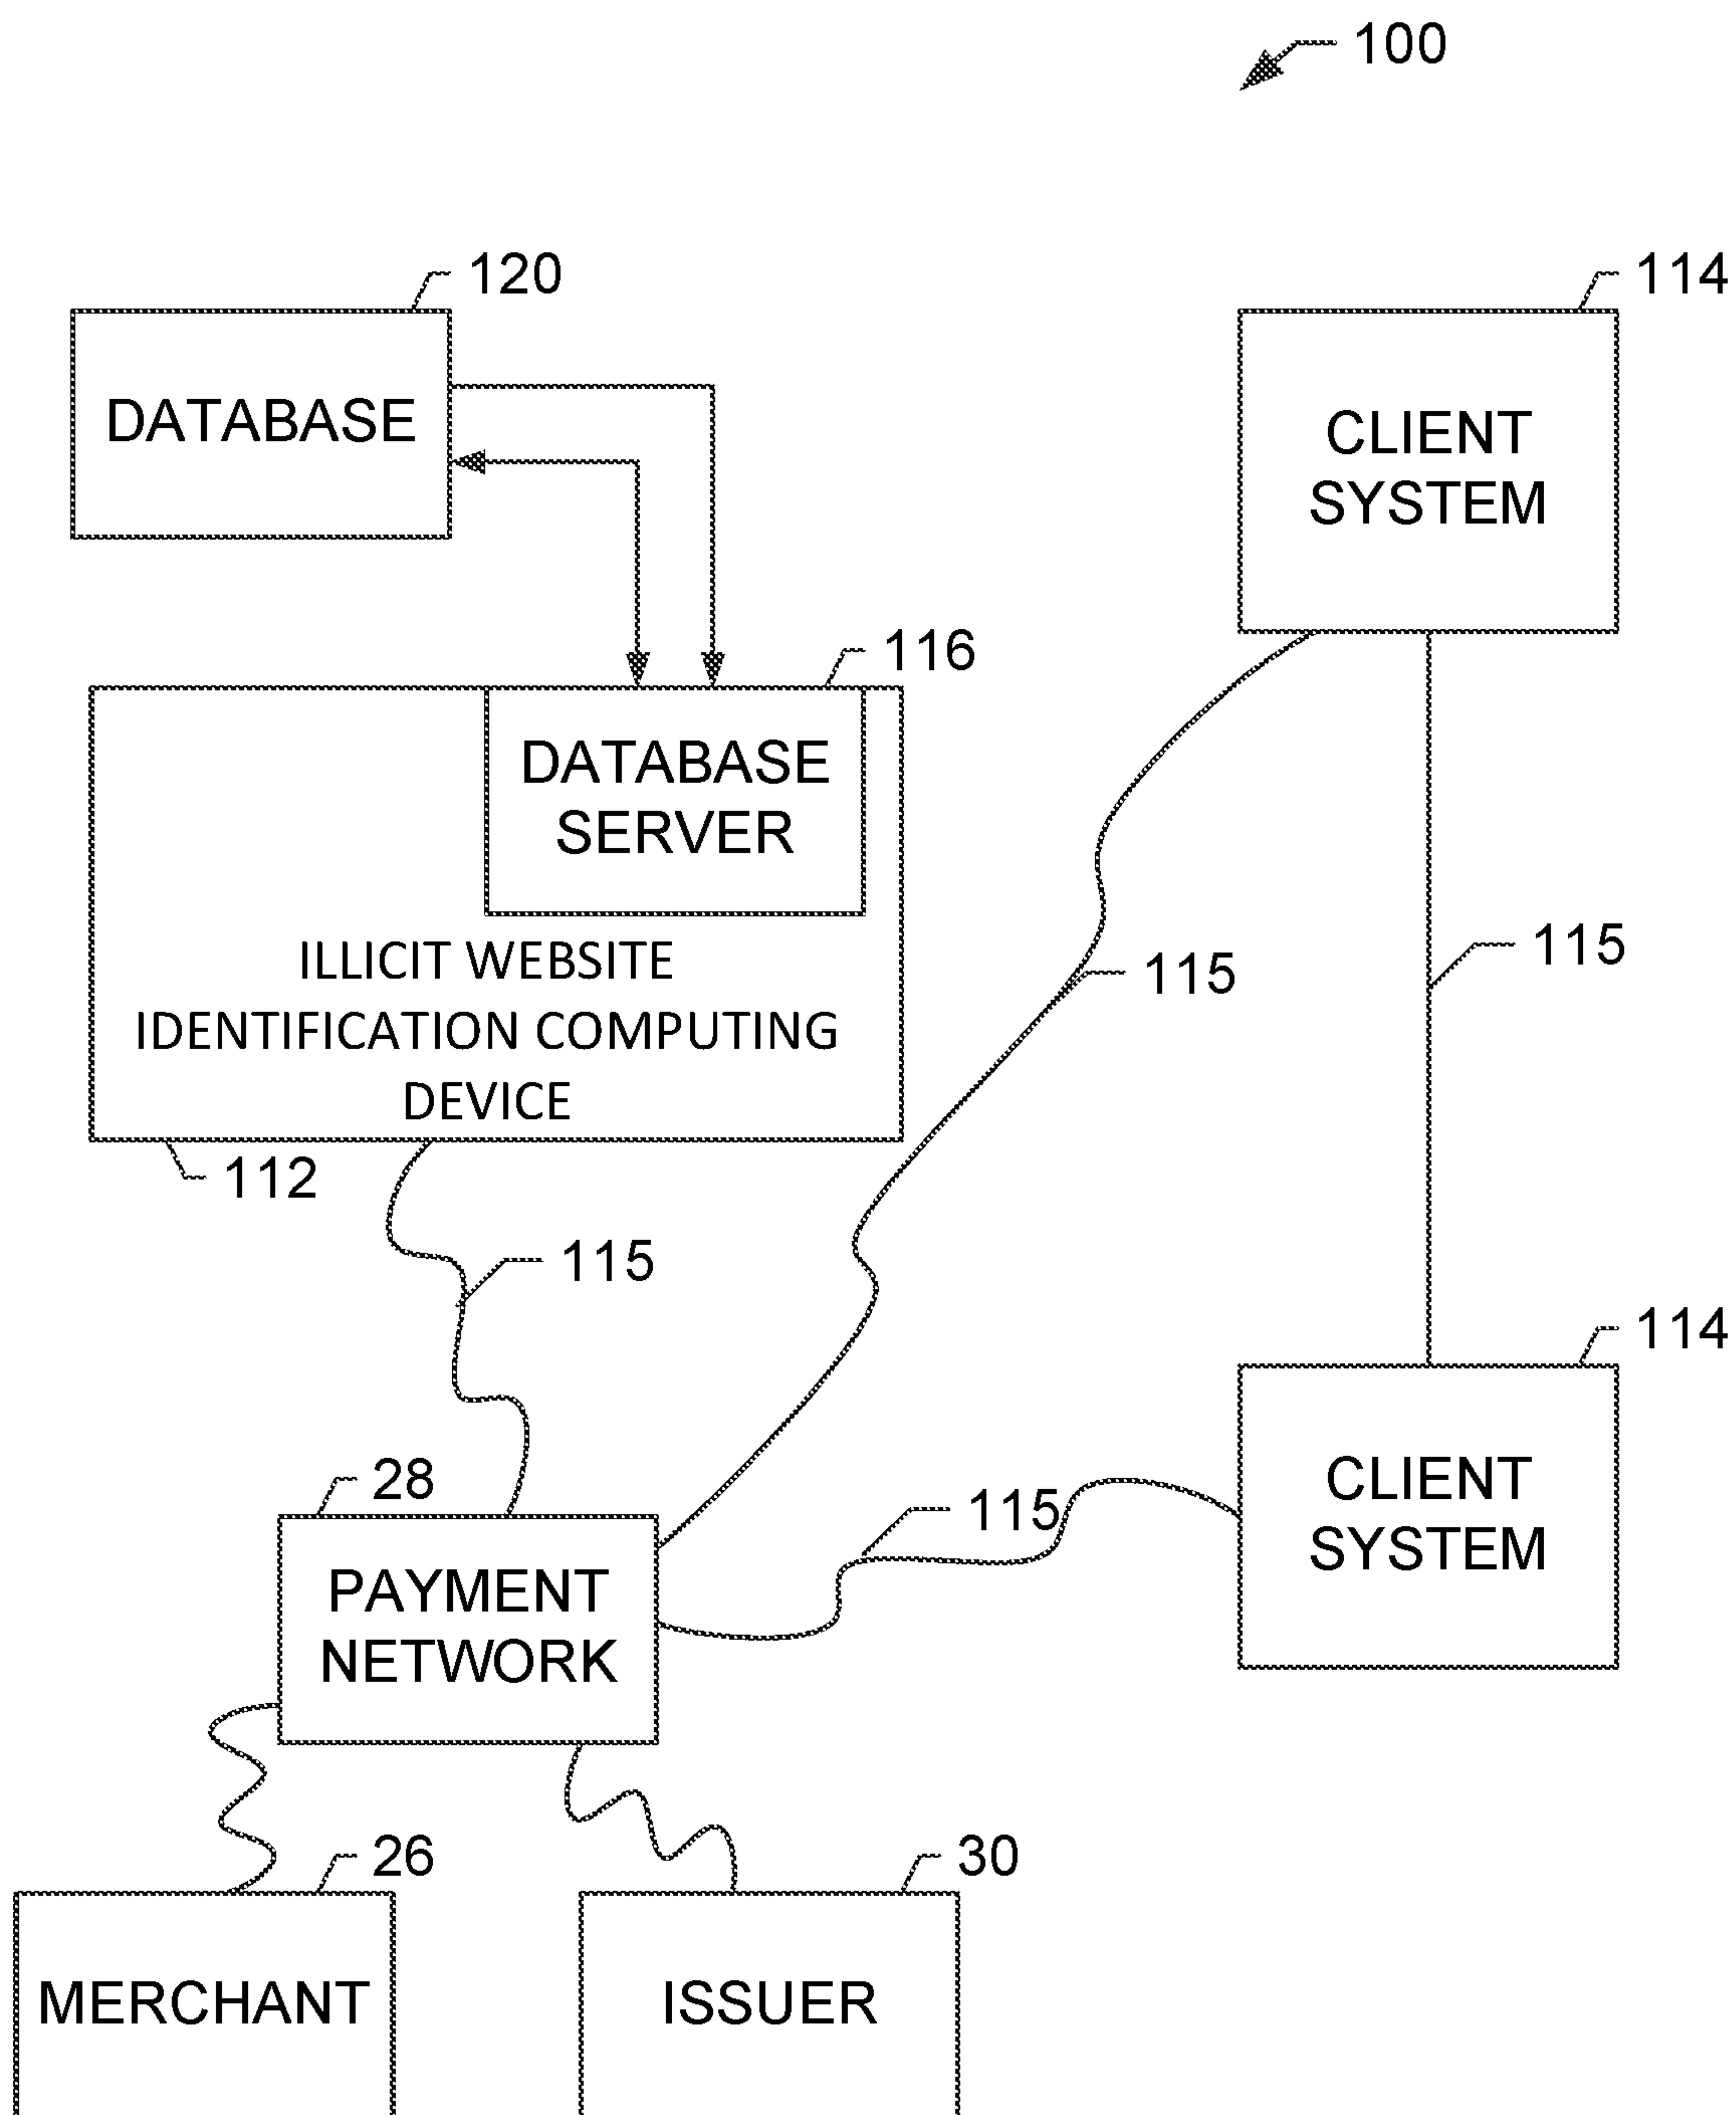 100
120
114
DATABASE
CLIENT
SYSTEM
116
DATABASE
SERVER
ILLICIT WEBSITE
IDENTIFICATION COMPUTING
DEVICE
115
115
112
115
114
28
115
CLIENT
SYSTEM
PAYMENT
NETWORK
26
30
MERCHANT
ISSUER